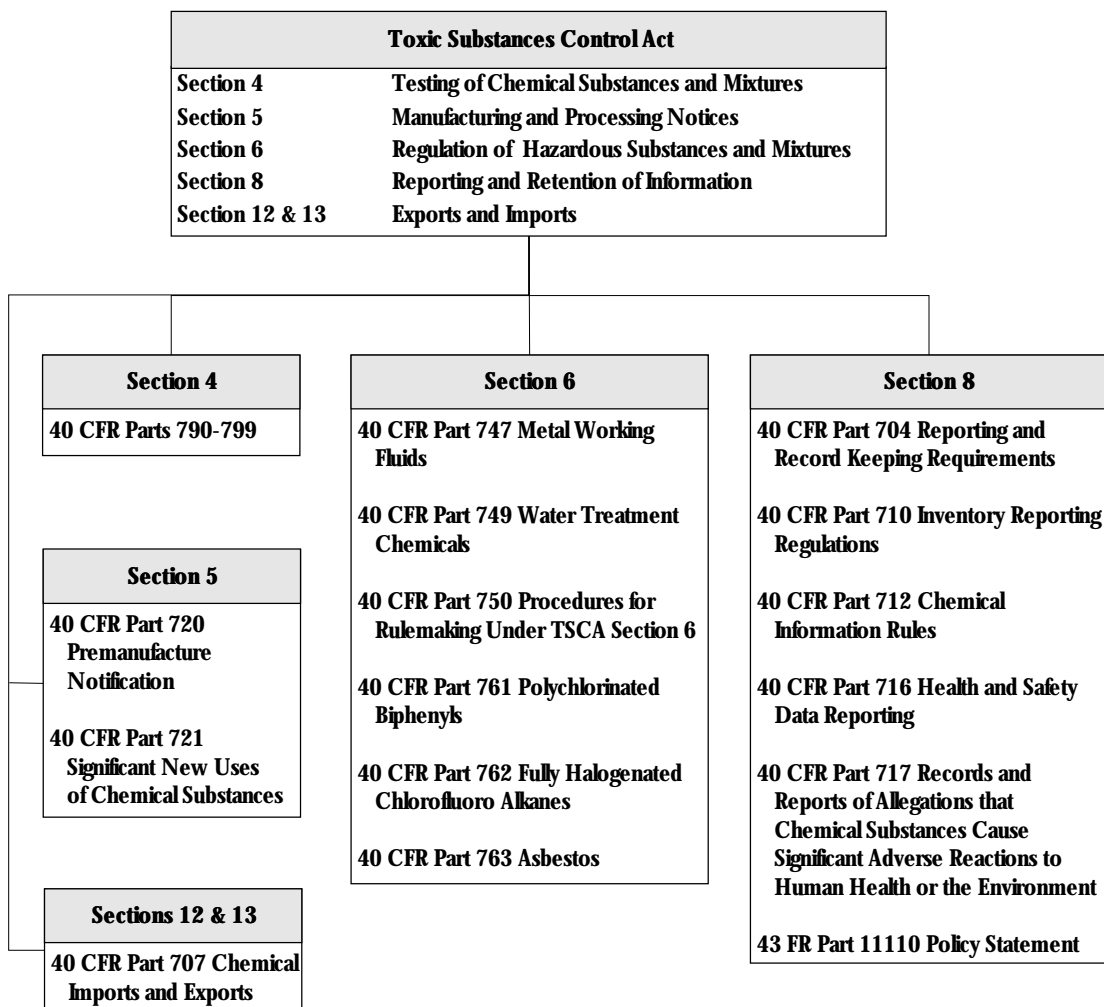 Toxic Substances Control Act
Section 4 Testing of Chemical Substances and Mixtures
Section 5 Manufacturing and Processing Notices
Section 6 Regulation of Hazardous Substances and Mixtures
Section 8 Reporting and Retention of Information
Section 12 & 13 Exports and Imports
Section 4
40 CFR Parts 790-799
Section 5
40 CFR Part 720
Premanufacture
Notification
40 CFR Part 721
Significant New Uses
of Chemical Substances
Sections 12 & 13
40 CFR Part 707 Chemical
Imports and Exports
Section 6
40 CFR Part 747 Metal Working
Fluids
40 CFR Part 749 Water Treatment
Chemicals
40 CFR Part 750 Procedures for
Rulemaking Under TSCA Section 6
40 CFR Part 761 Polychlorinated
Biphenyls
40 CFR Part 762 Fully Halogenated
Chlorofluoro Alkanes
40 CFR Part 763 Asbestos
Section 8
40 CFR Part 704 Reporting and
Record Keeping Requirements
40 CFR Part 710 Inventory Reporting
Regulations
40 CFR Part 712 Chemical
Information Rules
40 CFR Part 716 Health and Safety
Data Reporting
40 CFR Part 717 Records and
Reports of Allegations that
Chemical Substances Cause
Significant Adverse Reactions to
Human Health or the Environment
43 FR Part 11110 Policy Statement